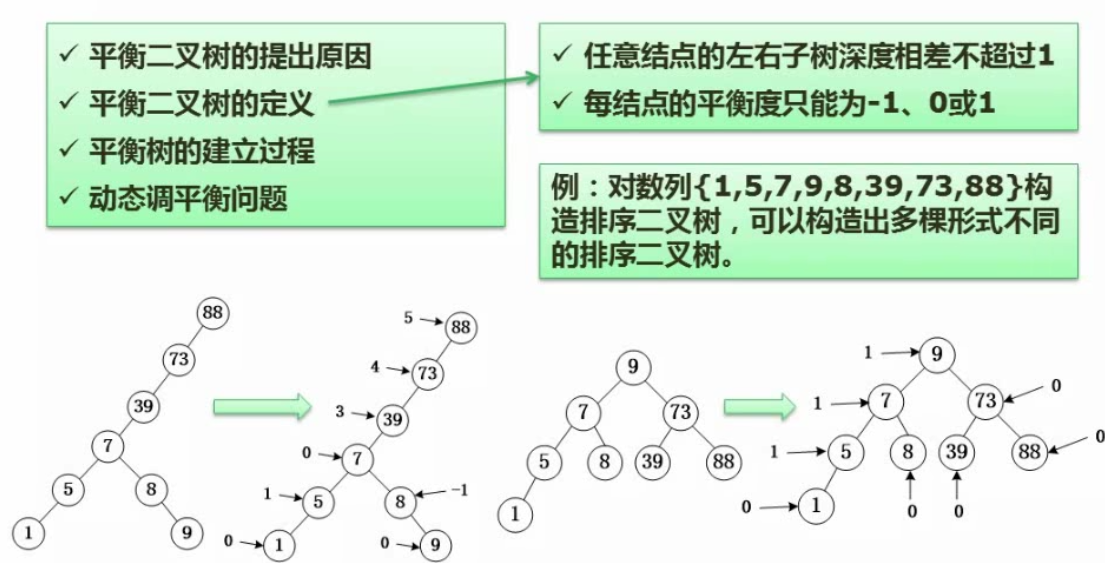 ✓ 平衡二叉树的提出原因
✓ 平衡二叉树的定义
✓ 平衡树的建立过程
✓ 动态调平衡问题
✓ 任意结点的左右子树深度相差不超过1
✓ 每结点的平衡度只能为-1、0或1
例：对数列{1,5,7,9,8,39,73,88}构
造排序二叉树，可以构造出多棵形式不同
的排序二叉树。
88
73
39
7
5 8
1 9
5 88
4 73
3 39
0 7
1 5 8 -1
0 1 0 9
9
7 73
5 8 39 88
1
1 9
1 7 73 0
1 5 8 39 88 0
0 1 0 0